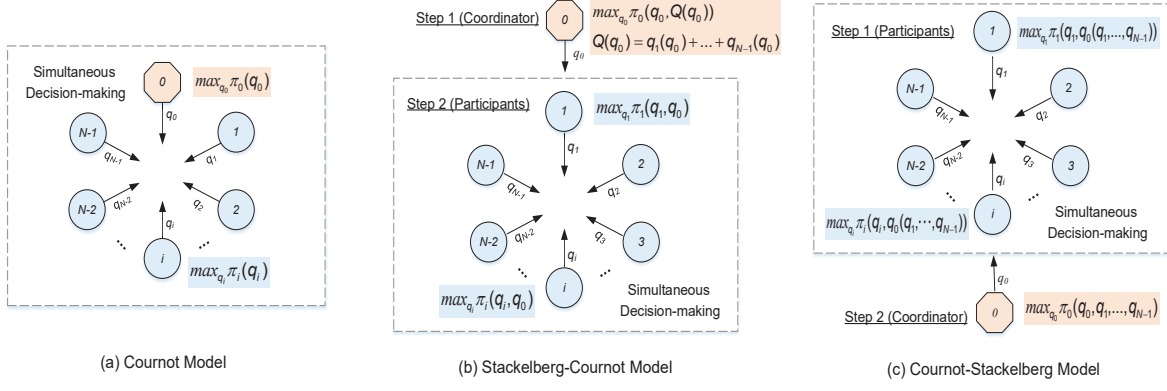 Simultaneous
Decision-making
0
max_{q_0} π_0(q_0)
q_0
N-1
q_{N-1}
1
q_1
N-2
q_{N-2}
2
q_2
q_i
...
i
...
max_{q_i} π_i(q_i)
(a) Cournot Model
Step 1 (Coordinator)
0
max_{q_0} π_0(q_0, Q(q_0))
Q(q_0) = q_1(q_0) + ... + q_{N-1}(q_0)
q_0
Step 2 (Participants)
1
max_{q_1} π_1(q_1, q_0)
q_1
N-1
q_{N-1}
2
q_2
N-2
q_{N-2}
3
q_3
q_i
...
i
...
max_{q_i} π_i(q_i, q_0)
Simultaneous
Decision-making
(b) Stackelberg-Cournot Model
Step 1 (Participants)
1
max_{q_1} π_1(q_1, q_0(q_1, ..., q_{N-1}))
q_1
N-1
q_{N-1}
2
q_2
N-2
q_{N-2}
3
q_3
q_i
...
i
max_{q_i} π_i(q_i, q_0(q_1, ⋯, q_{N-1}))
Simultaneous
Decision-making
q_0
Step 2 (Coordinator)
0
max_{q_0} π_0(q_0, q_1, ..., q_{N-1})
(c) Cournot-Stackelberg Model